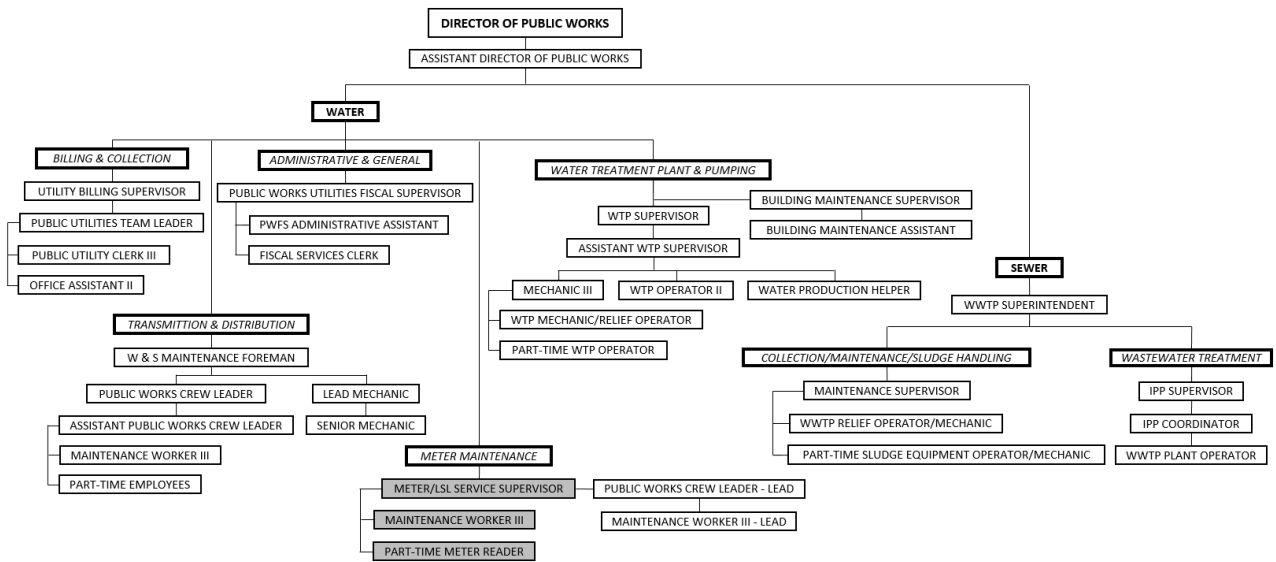 DIRECTOR OF PUBLIC WORKS
ASSISTANT DIRECTOR OF PUBLIC WORKS
WATER
BILLING & COLLECTION
UTILITY BILLING SUPERVISOR
PUBLIC UTILITIES TEAM LEADER
PUBLIC UTILITY CLERK III
OFFICE ASSISTANT II
TRANSMITTION & DISTRIBUTION
W & S MAINTENANCE FOREMAN
PUBLIC WORKS CREW LEADER
ASSISTANT PUBLIC WORKS CREW LEADER
MAINTENANCE WORKER III
PART-TIME EMPLOYEES
LEAD MECHANIC
SENIOR MECHANIC
ADMINISTRATIVE & GENERAL
PUBLIC WORKS UTILITIES FISCAL SUPERVISOR
PWFS ADMINISTRATIVE ASSISTANT
FISCAL SERVICES CLERK
METER MAINTENANCE
METER/LSL SERVICE SUPERVISOR
MAINTENANCE WORKER III
PART-TIME METER READER
PUBLIC WORKS CREW LEADER - LEAD
MAINTENANCE WORKER III - LEAD
WATER TREATMENT PLANT & PUMPING
WTP SUPERVISOR
ASSISTANT WTP SUPERVISOR
BUILDING MAINTENANCE SUPERVISOR
BUILDING MAINTENANCE ASSISTANT
MECHANIC III
WTP OPERATOR II
WATER PRODUCTION HELPER
WTP MECHANIC/RELIEF OPERATOR
PART-TIME WTP OPERATOR
SEWER
WWTP SUPERINTENDENT
COLLECTION/MAINTENANCE/SLUDGE HANDLING
MAINTENANCE SUPERVISOR
WWTP RELIEF OPERATOR/MECHANIC
PART-TIME SLUDGE EQUIPMENT OPERATOR/MECHANIC
WASTEWATER TREATMENT
IPP SUPERVISOR
IPP COORDINATOR
WWTP PLANT OPERATOR